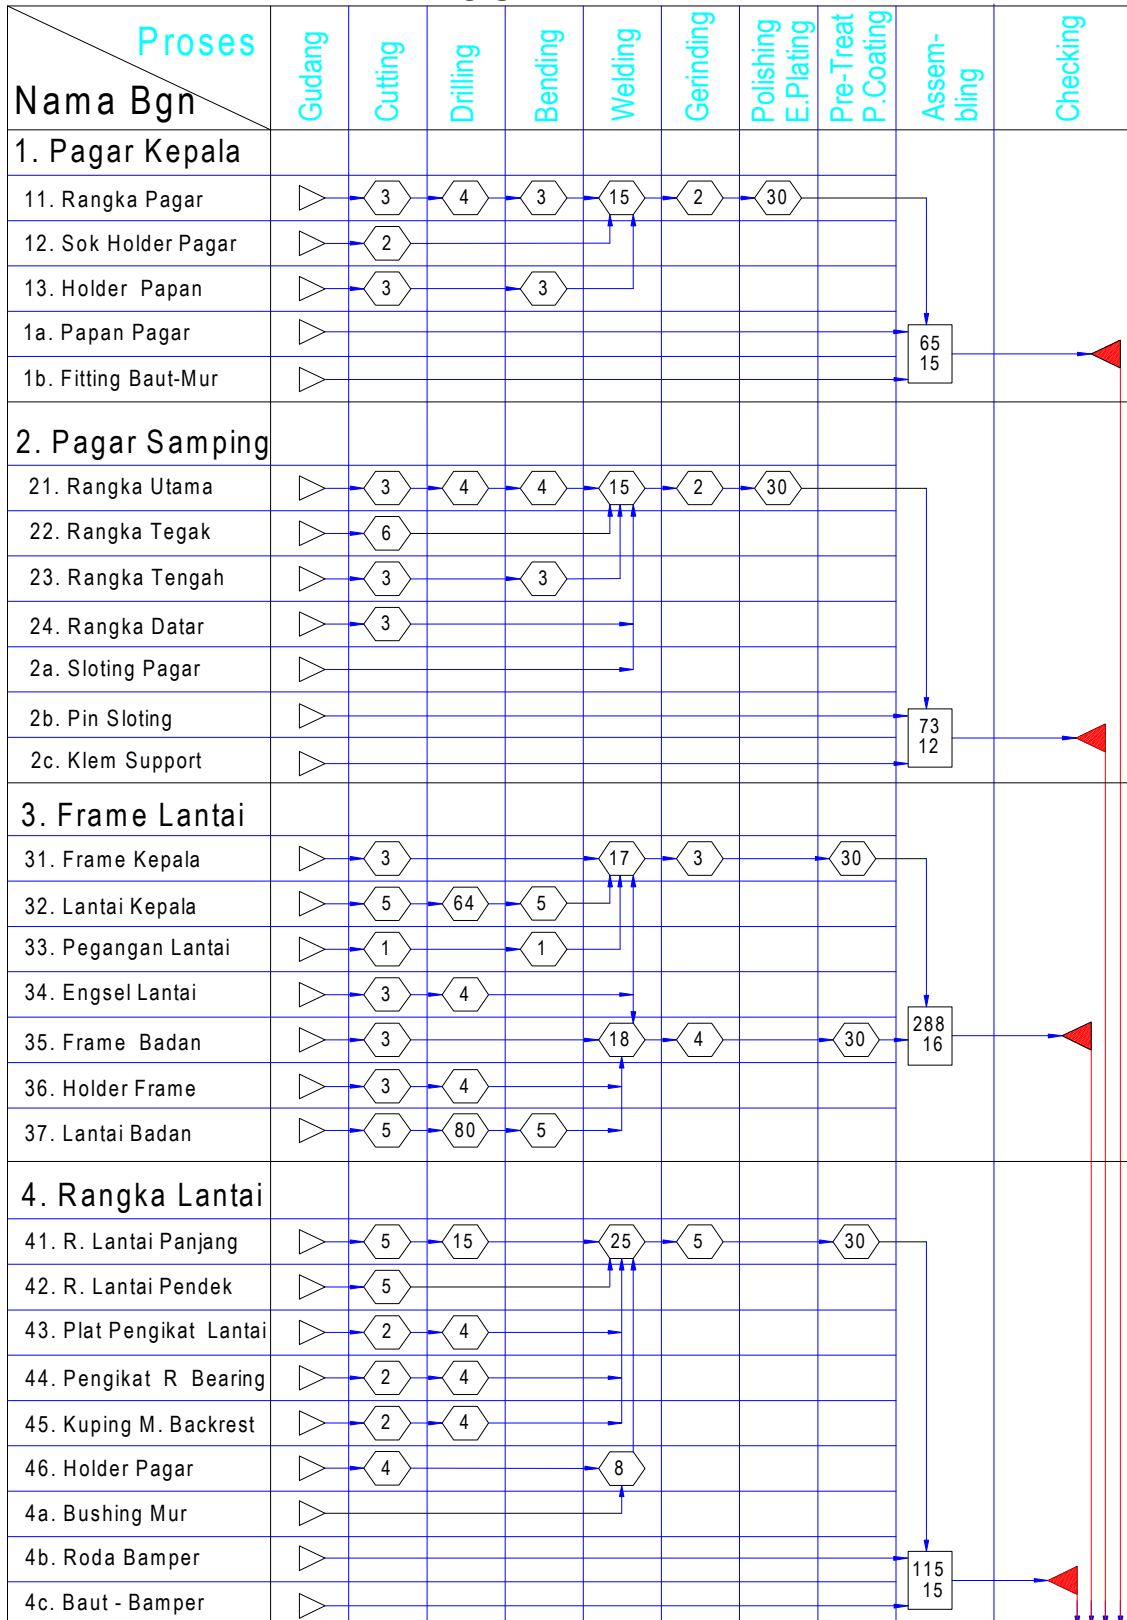 Proses
Nama Bgn
Gudang
Cutting
Drilling
Bending
Welding
Gerinding
Polishing
E.Plating
Pre-Treat
P.Coating
Assem-
bling
Checking
1. Pagar Kepala
11. Rangka Pagar 3 4 3 15 2 30
12. Sok Holder Pagar 2
13. Holder Papan 3 3
1a. Papan Pagar
65
15
1b. Fitting Baut-Mur
2. Pagar Samping
21. Rangka Utama 3 4 4 15 2 30
22. Rangka Tegak 6
23. Rangka Tengah 3 3
24. Rangka Datar 3
2a. Sloting Pagar
2b. Pin Sloting
73
12
2c. Klem Support
3. Frame Lantai
31. Frame Kepala 3 17 3 30
32. Lantai Kepala 5 64 5
33. Pegangan Lantai 1 1
34. Engsel Lantai 3 4
35. Frame Badan 3 18 4 30
288
16
36. Holder Frame 3 4
37. Lantai Badan 5 80 5
4. Rangka Lantai
41. R. Lantai Panjang 5 15 25 5 30
42. R. Lantai Pendek 5
43. Plat Pengikat Lantai 2 4
44. Pengikat R Bearing 2 4
45. Kuping M. Backrest 2 4
46. Holder Pagar 4 8
4a. Bushing Mur
4b. Roda Bamper
115
15
4c. Baut - Bamper